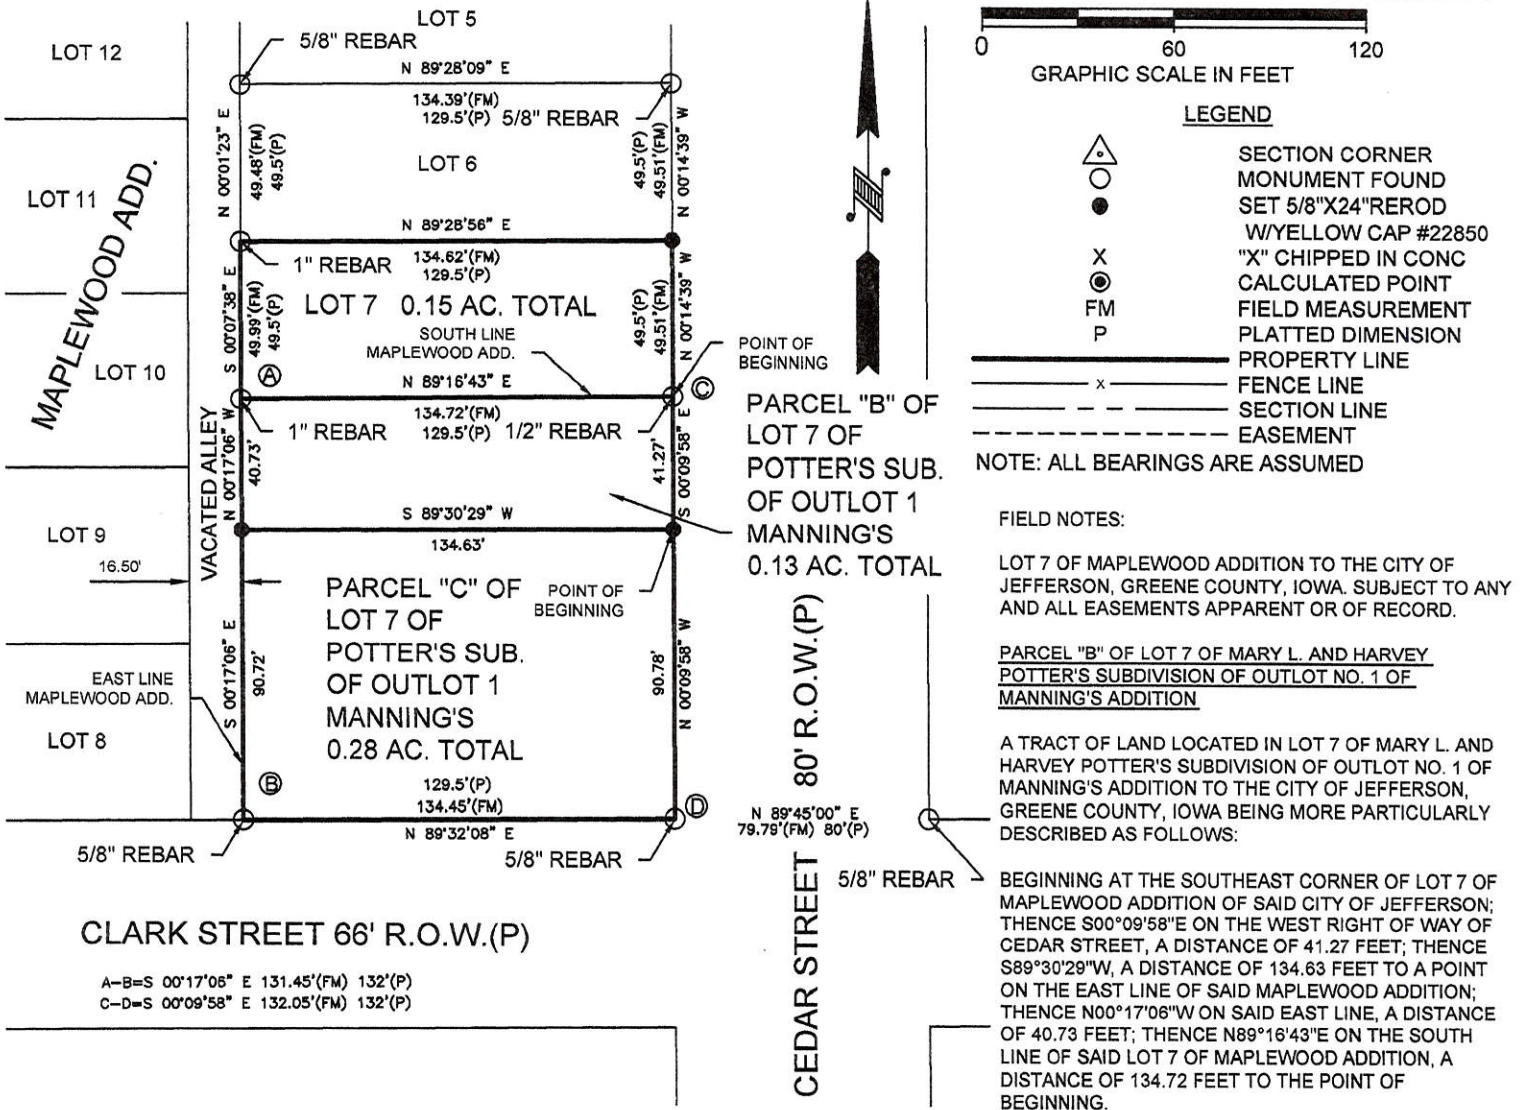 LOT 5
LOT 12
5/8" REBAR
N 89°28'09" E
134.39'(FM)
129.5'(P)
5/8" REBAR
N 00°01'23" E
49.48'(FM)
49.5'(P)
LOT 6
49.5'(P)
49.51'(FM)
N 00°14'39" W
LOT 11
MAPLEWOOD ADD.
N 89°28'56" E
134.62'(FM)
129.5'(P)
1" REBAR
S 00°07'38" E
49.99'(FM)
49.5'(P)
LOT 7 0.15 AC. TOTAL
49.5'(P)
49.51'(FM)
N 00°14'39" W
SOUTH LINE
MAPLEWOOD ADD.
POINT OF
BEGINNING
LOT 10
A
N 89°16'43" E
C
134.72'(FM)
129.5'(P)
1" REBAR
1/2" REBAR
VACATED ALLEY
N 00°17'06" W
40.73'
41.27'
S 00°09'58" E
PARCEL "B" OF
LOT 7 OF
POTTER'S SUB.
OF OUTLOT 1
MANNING'S
0.13 AC. TOTAL
S 89°30'29" W
134.63'
LOT 9
16.50'
PARCEL "C" OF
LOT 7 OF
POTTER'S SUB.
OF OUTLOT 1
MANNING'S
0.28 AC. TOTAL
POINT OF
BEGINNING
S 00°17'06" E
90.72'
90.78'
N 00°09'58" W
EAST LINE
MAPLEWOOD ADD.
LOT 8
B
129.5'(P)
134.45'(FM)
N 89°32'08" E
D
N 89°45'00" E
79.79'(FM) 80'(P)
5/8" REBAR
5/8" REBAR
5/8" REBAR
CEDAR STREET 80' R.O.W.(P)
CLARK STREET 66' R.O.W.(P)
A-B=S 00°17'06" E 131.45'(FM) 132'(P)
C-D=S 00°09'58" E 132.05'(FM) 132'(P)
0 60 120
GRAPHIC SCALE IN FEET
LEGEND
SECTION CORNER
MONUMENT FOUND
SET 5/8"X24"REROD
W/YELLOW CAP #22850
X "X" CHIPPED IN CONC
CALCULATED POINT
FM FIELD MEASUREMENT
P PLATTED DIMENSION
PROPERTY LINE
x FENCE LINE
SECTION LINE
EASEMENT
NOTE: ALL BEARINGS ARE ASSUMED
FIELD NOTES:
LOT 7 OF MAPLEWOOD ADDITION TO THE CITY OF
JEFFERSON, GREENE COUNTY, IOWA. SUBJECT TO ANY
AND ALL EASEMENTS APPARENT OR OF RECORD.
PARCEL "B" OF LOT 7 OF MARY L. AND HARVEY
POTTER'S SUBDIVISION OF OUTLOT NO. 1 OF
MANNING'S ADDITION
A TRACT OF LAND LOCATED IN LOT 7 OF MARY L. AND
HARVEY POTTER'S SUBDIVISION OF OUTLOT NO. 1 OF
MANNING'S ADDITION TO THE CITY OF JEFFERSON,
GREENE COUNTY, IOWA BEING MORE PARTICULARLY
DESCRIBED AS FOLLOWS:
BEGINNING AT THE SOUTHEAST CORNER OF LOT 7 OF
MAPLEWOOD ADDITION OF SAID CITY OF JEFFERSON;
THENCE S00°09'58"E ON THE WEST RIGHT OF WAY OF
CEDAR STREET, A DISTANCE OF 41.27 FEET; THENCE
S89°30'29"W, A DISTANCE OF 134.63 FEET TO A POINT
ON THE EAST LINE OF SAID MAPLEWOOD ADDITION;
THENCE N00°17'06"W ON SAID EAST LINE, A DISTANCE
OF 40.73 FEET; THENCE N89°16'43"E ON THE SOUTH
LINE OF SAID LOT 7 OF MAPLEWOOD ADDITION, A
DISTANCE OF 134.72 FEET TO THE POINT OF
BEGINNING.